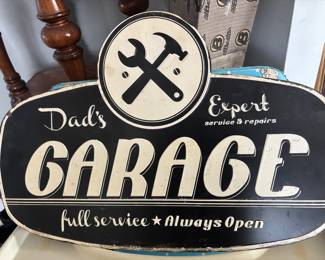 Dad's Expert
service & repairs
GARAGE
full service ★ Always Open